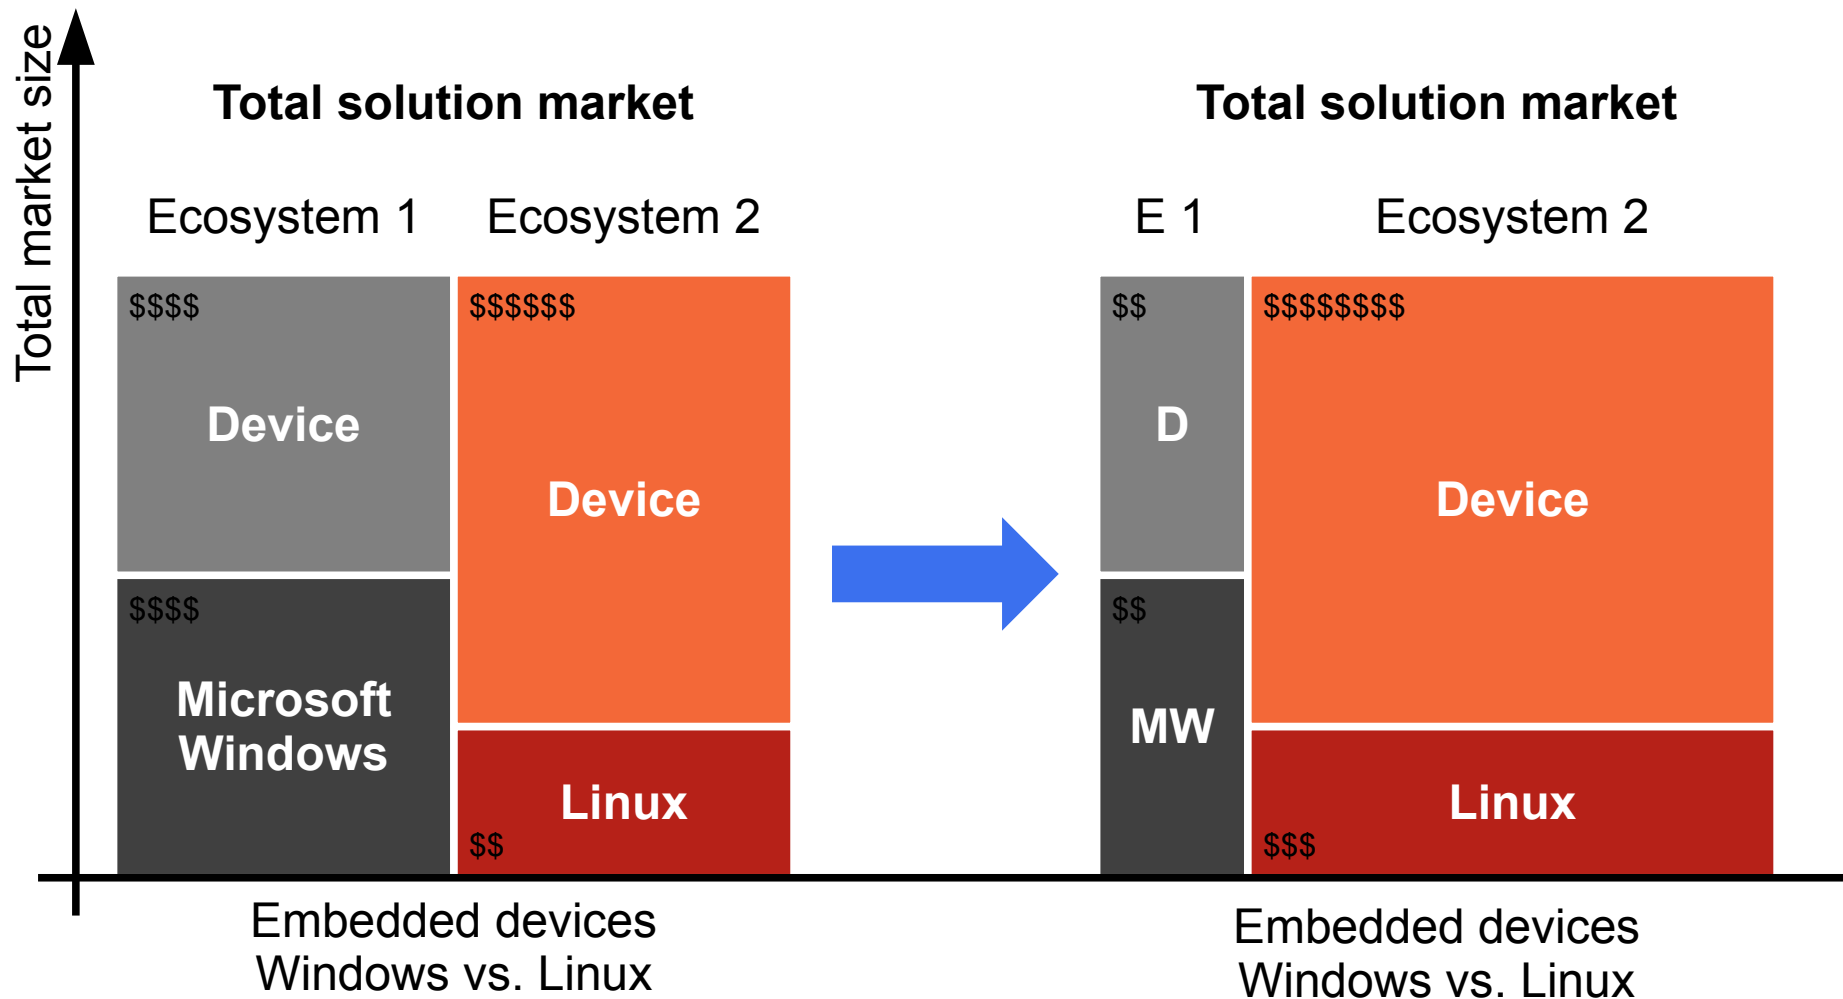 Total market size
Total solution market
Ecosystem 1
Ecosystem 2
$$$$
Device
$$$$
Microsoft
Windows
$$$$$$
Device
Linux
$$
Embedded devices
Windows vs. Linux
Total solution market
E 1
Ecosystem 2
$$
D
$$
MW
$$$$$$$$
Device
Linux
$$$
Embedded devices
Windows vs. Linux